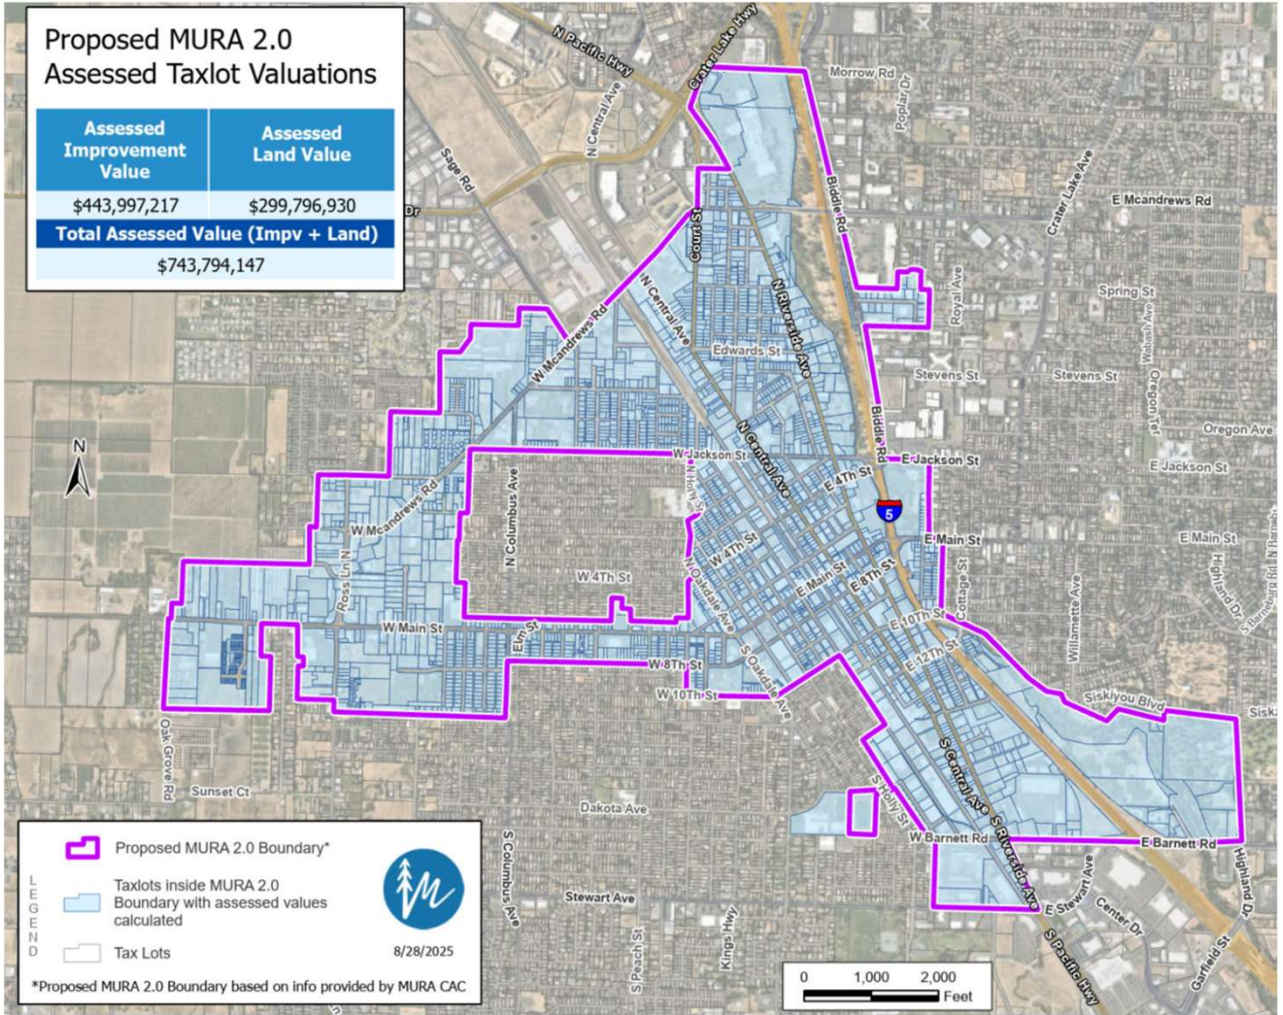 Proposed MURA 2.0
Assessed Taxlot Valuations
Assessed
Improvement
Value
Assessed
Land Value
$443,997,217
$299,796,930
Total Assessed Value (Impv + Land)
$743,794,147
N Pacific Hwy
Crater Lake Hwy
N Central Ave
Morrow Rd
Poplar Dr
Sage Rd
Dr
Court St
Biddle Rd
Crater Lake Ave
E Mcandrews Rd
N Central Ave
N Riverside Ave
Royal Ave
Spring St
Wabash Ave
W Mcandrews Rd
Edwards St
Stevens St
Stevens St
Oregon Ter
Biddle Rd
Oregon Ave
N
W Jackson St
N Central Ave
E Jackson St
E Jackson St
N Columbus Ave
N Holly St
E 4Th St
W Mcandrews Rd
5
W 4Th St
E Main St
E Main St
Ross Ln N
W 4Th St
N Oakdale Ave
E Main St
E 8Th St
Cottage St
Willamette Ave
Highland Dr
W Main St
Elm St
E 10Th St
E 12Th St
W 8Th St
S Oakdale Ave
W 10Th St
Siskiyou Blvd
Oak Grove Rd
Sunset Ct
S Central Ave
Dakota Ave
S Holly St
S Riverside Ave
W Barnett Rd
E Barnett Rd
S Columbus Ave
Stewart Ave
S Peach St
Kings Hwy
E Stewart Ave
Center Dr
Highland Dr
Garfield St
S Pacific Hwy
LEGEND
Proposed MURA 2.0 Boundary*
Taxlots inside MURA 2.0
Boundary with assessed values
calculated
Tax Lots
8/28/2025
*Proposed MURA 2.0 Boundary based on info provided by MURA CAC
0 1,000 2,000
Feet